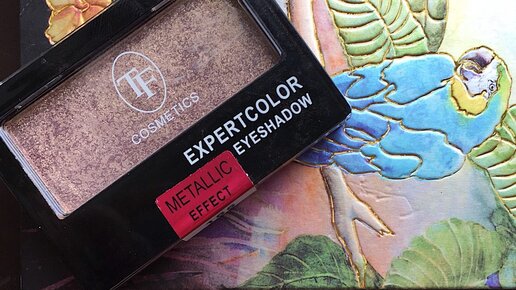 TF
COSMETICS
EXPERTCOLOR
EYESHADOW
METALLIC
EFFECT